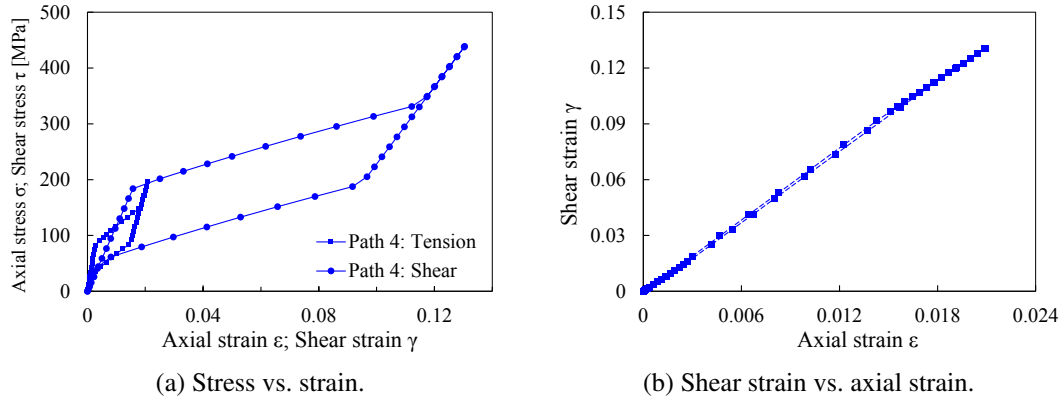 Axial stress σ; Shear stress τ [MPa]
500
400
300
200
100
0
0
0.04
0.08
0.12
Axial strain ε; Shear strain γ
Path 4: Tension
Path 4: Shear
(a) Stress vs. strain.
Shear strain γ
0.15
0.12
0.09
0.06
0.03
0
0
0.006
0.012
0.018
0.024
Axial strain ε
(b) Shear strain vs. axial strain.